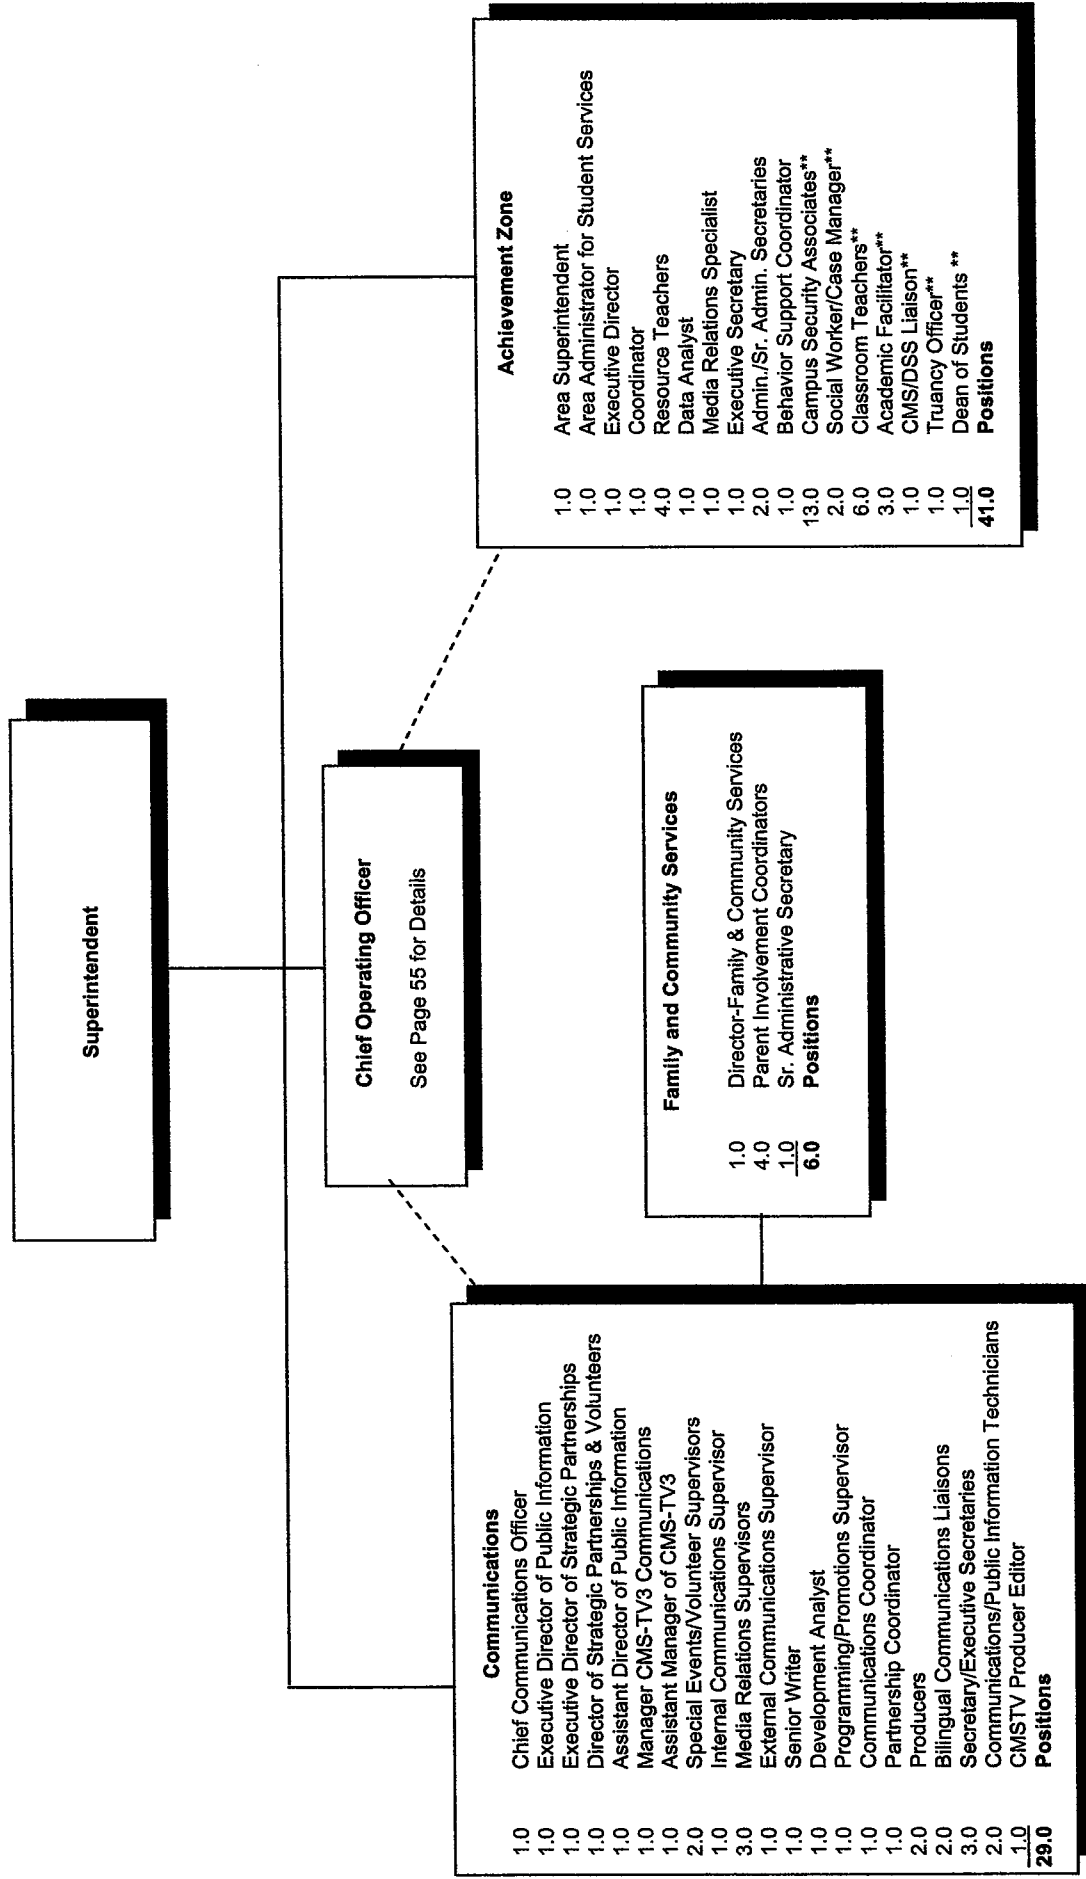 Superintendent
Chief Operating Officer
See Page 55 for Details
Communications
1.0 Chief Communications Officer
1.0 Executive Director of Public Information
1.0 Executive Director of Strategic Partnerships
1.0 Director of Strategic Partnerships & Volunteers
1.0 Assistant Director of Public Information
1.0 Manager CMS-TV3 Communications
1.0 Assistant Manager of CMS-TV3
2.0 Special Events/Volunteer Supervisors
1.0 Internal Communications Supervisor
3.0 Media Relations Supervisors
1.0 External Communications Supervisor
1.0 Senior Writer
1.0 Development Analyst
1.0 Programming/Promotions Supervisor
1.0 Communications Coordinator
1.0 Partnership Coordinator
2.0 Producers
2.0 Bilingual Communications Liaisons
3.0 Secretary/Executive Secretaries
2.0 Communications/Public Information Technicians
1.0 CMSTV Producer Editor
29.0 Positions
Family and Community Services
1.0 Director-Family & Community Services
4.0 Parent Involvement Coordinators
1.0 Sr. Administrative Secretary
6.0 Positions
Achievement Zone
1.0 Area Superintendent
1.0 Area Administrator for Student Services
1.0 Executive Director
1.0 Coordinator
4.0 Resource Teachers
1.0 Data Analyst
1.0 Media Relations Specialist
1.0 Executive Secretary
2.0 Admin./Sr. Admin. Secretaries
1.0 Behavior Support Coordinator
13.0 Campus Security Associates**
2.0 Social Worker/Case Manager**
6.0 Classroom Teachers**
3.0 Academic Facilitator**
1.0 CMS/DSS Liaison**
1.0 Truancy Officer**
1.0 Dean of Students **
41.0 Positions